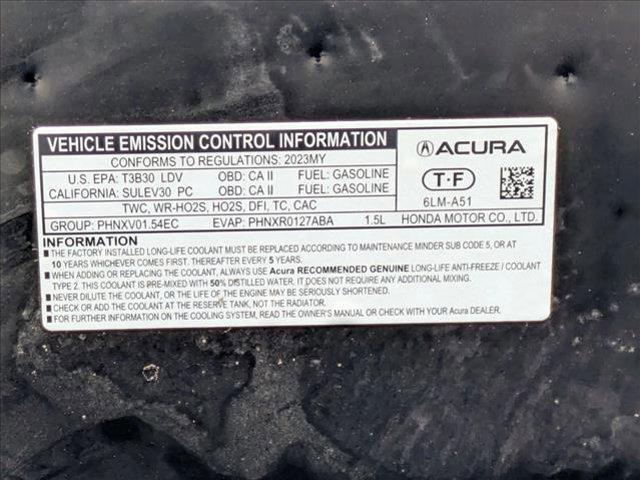 VEHICLE EMISSION CONTROL INFORMATION
CONFORMS TO REGULATIONS: 2023MY
U.S. EPA: T3B30 LDV OBD: CA II FUEL: GASOLINE
CALIFORNIA: SULEV30 PC OBD: CA II FUEL: GASOLINE
TWC, WR-HO2S, HO2S, DFI, TC, CAC
GROUP: PHNXV01.54EC EVAP: PHNXR0127ABA 1.5L
ACURA
T-F
6LM-A51
HONDA MOTOR CO., LTD.
INFORMATION
■ THE FACTORY INSTALLED LONG-LIFE COOLANT MUST BE REPLACED ACCORDING TO MAINTENANCE MINDER SUB CODE 5, OR AT
10 YEARS WHICHEVER COMES FIRST. THEREAFTER EVERY 5 YEARS.
■ WHEN ADDING OR REPLACING THE COOLANT, ALWAYS USE Acura RECOMMENDED GENUINE LONG-LIFE ANTI-FREEZE / COOLANT
TYPE 2. THIS COOLANT IS PRE-MIXED WITH 50% DISTILLED WATER. IT DOES NOT REQUIRE ANY ADDITIONAL MIXING.
■ NEVER DILUTE THE COOLANT, OR THE LIFE OF THE ENGINE MAY BE SERIOUSLY SHORTENED.
■ CHECK OR ADD THE COOLANT AT THE RESERVE TANK, NOT THE RADIATOR.
■ FOR FURTHER INFORMATION ON THE COOLING SYSTEM, READ THE OWNER'S MANUAL OR CHECK WITH YOUR Acura DEALER.